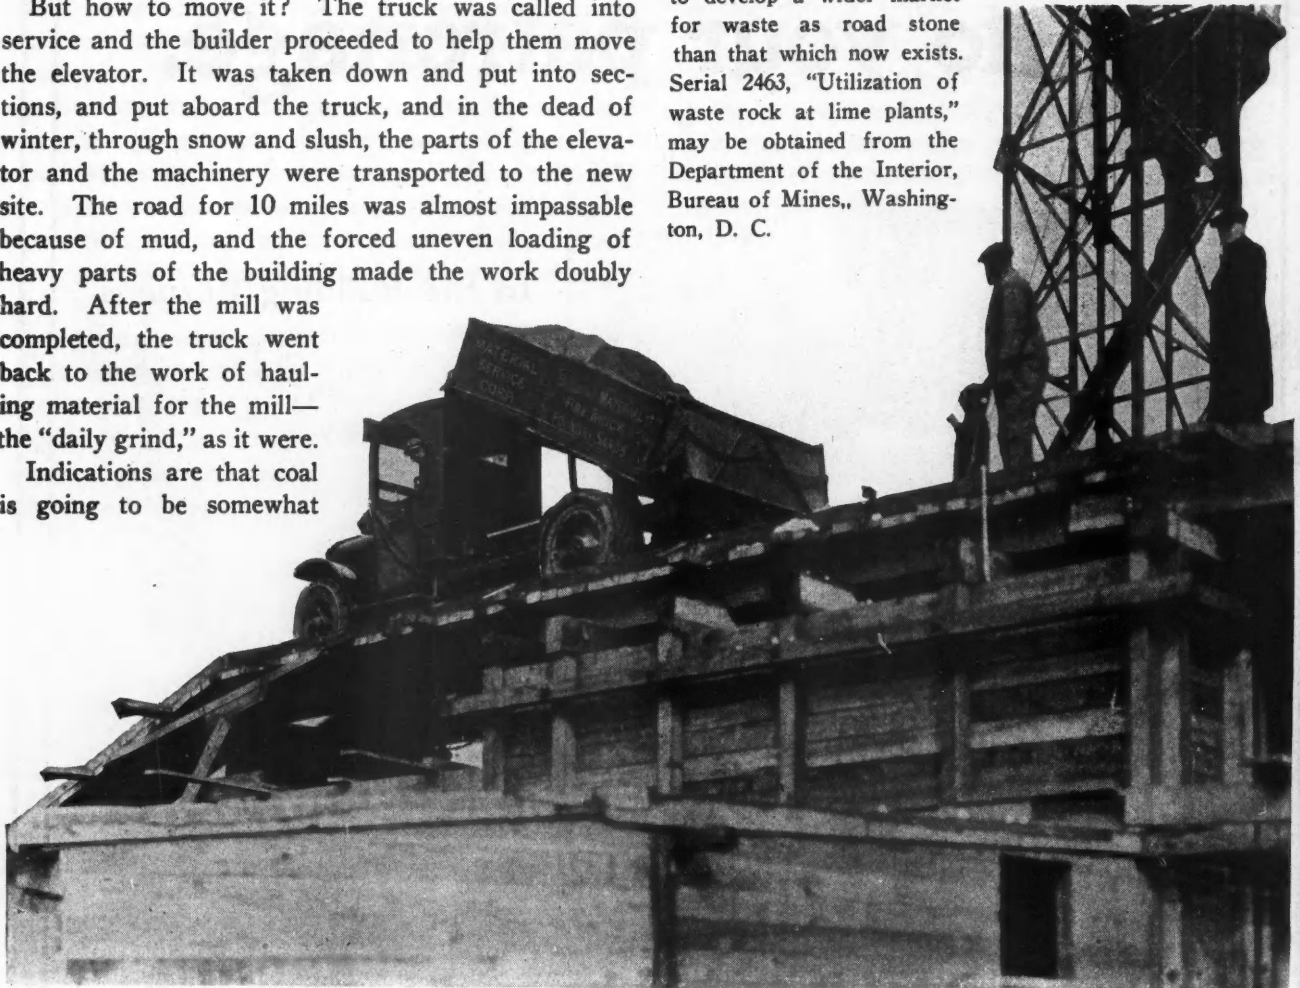 But how to move it? The truck was called into
service and the builder proceeded to help them move
the elevator. It was taken down and put into sec-
tions, and put aboard the truck, and in the dead of
winter, through snow and slush, the parts of the eleva-
tor and the machinery were transported to the new
site. The road for 10 miles was almost impassable
because of mud, and the forced uneven loading of
heavy parts of the building made the work doubly
hard. After the mill was
completed, the truck went
back to the work of haul-
ing material for the mill—
the "daily grind," as it were.
Indications are that coal
is going to be somewhat
to develop a wider market
for waste as road stone
than that which now exists.
Serial 2463, "Utilization of
waste rock at lime plants,"
may be obtained from the
Department of the Interior,
Bureau of Mines,, Washing-
ton, D. C.
MATERIAL
SERVICE
CORP.